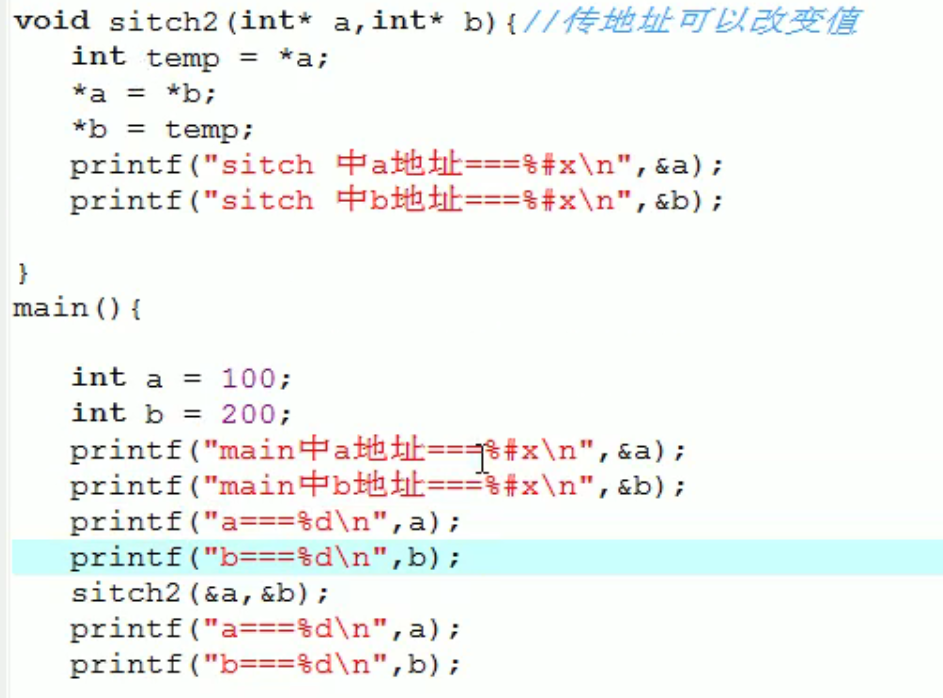 void sitch2(int* a,int* b){//传地址可以改变值
int temp = *a;
*a = *b;
*b = temp;
printf("sitch 中a地址===%#x\n",&a);
printf("sitch 中b地址===%#x\n",&b);
}
main(){
int a = 100;
int b = 200;
printf("main中a地址===%#x\n",&a);
printf("main中b地址===%#x\n",&b);
printf("a===%d\n",a);
printf("b===%d\n",b);
sitch2(&a,&b);
printf("a===%d\n",a);
printf("b===%d\n",b);